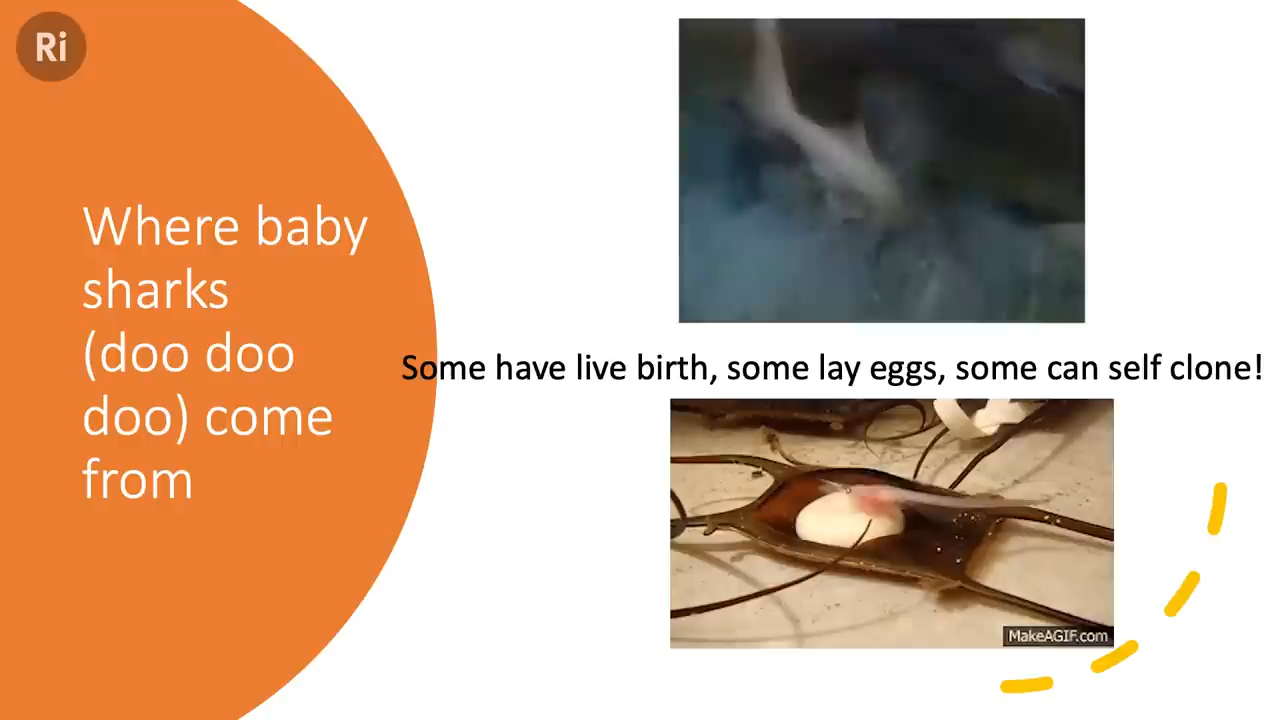 Ri
Where baby
sharks
(doo doo
doo) come
from
Some have live birth, some lay eggs, some can self clone!
MakeAGIF.com